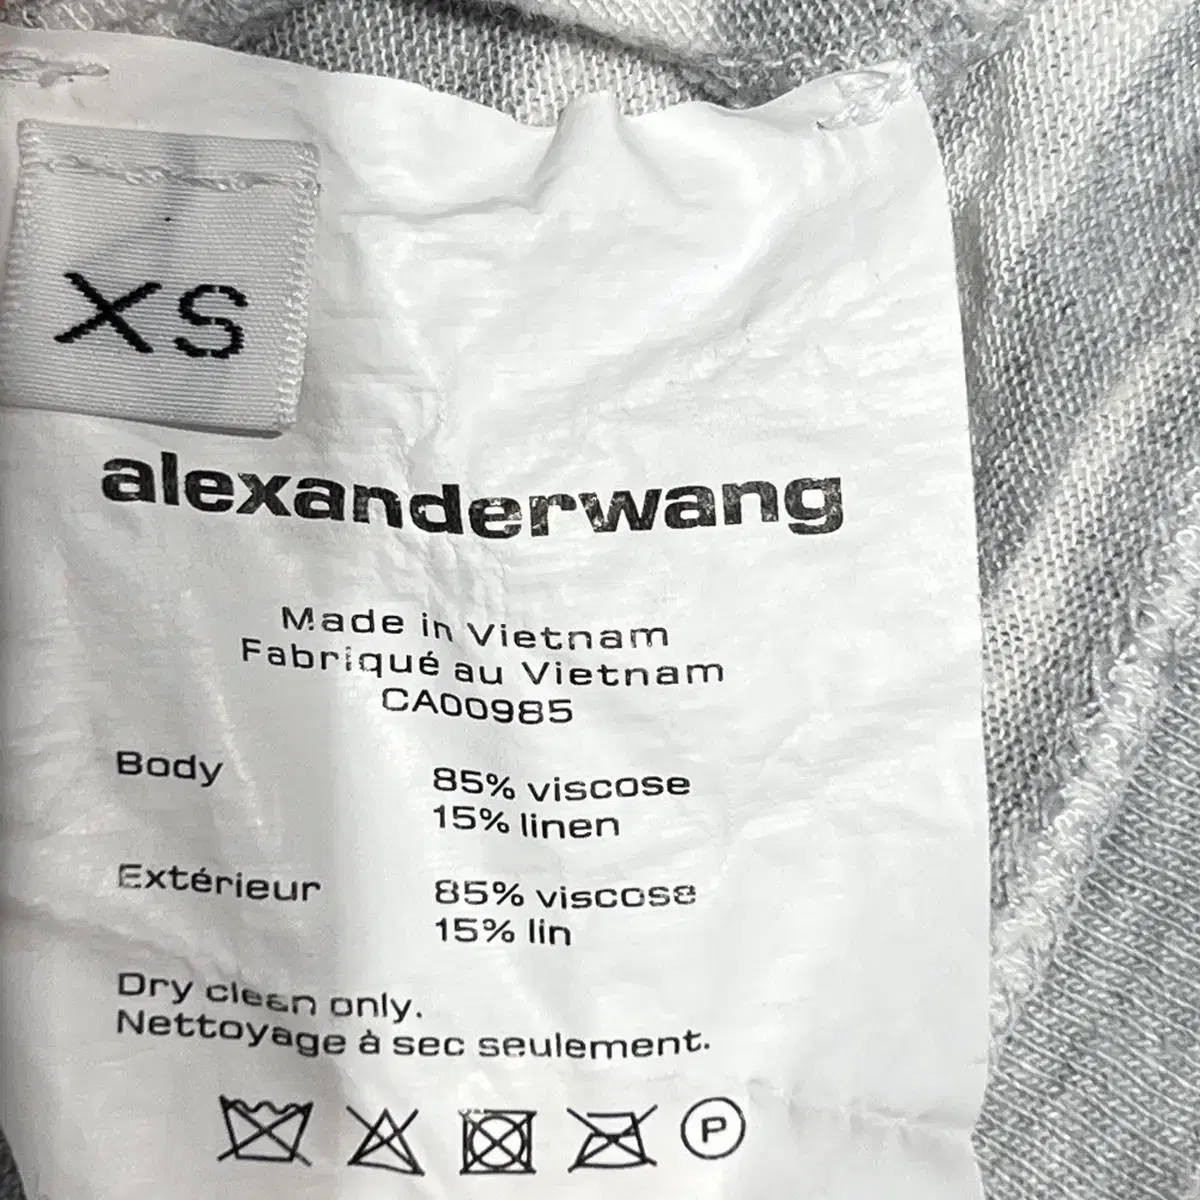 XS
alexanderwang
Made in Vietnam
Fabriqué au Vietnam
CA00985
Body 85% viscose
15% linen
Extérieur 85% viscose
15% lin
Dry clean only.
Nettoyage à sec seulement.
P